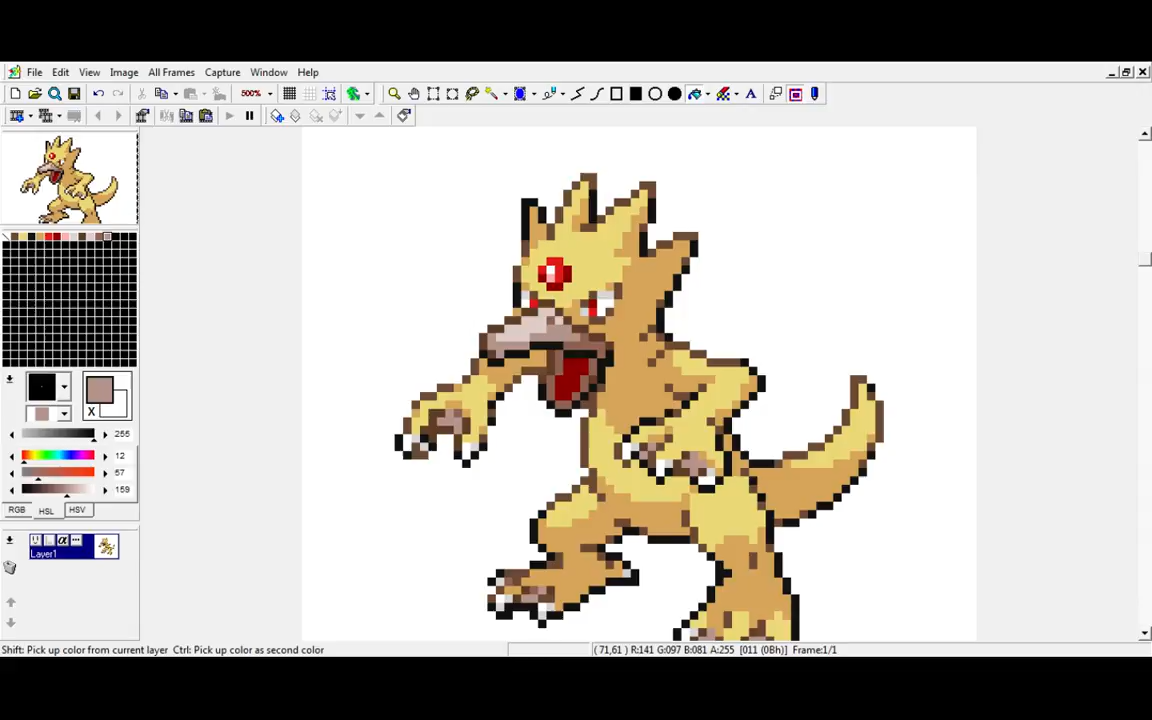 File Edit View Image All Frames Capture Window Help
500%
A
X
255
12
57
159
RGB HSL HSV
α
Layer1
Shift: Pick up color from current layer Ctrl: Pick up color as second color
(71,61) R:141 G:097 B:081 A:255 [011 (0Bh)] Frame:1/1